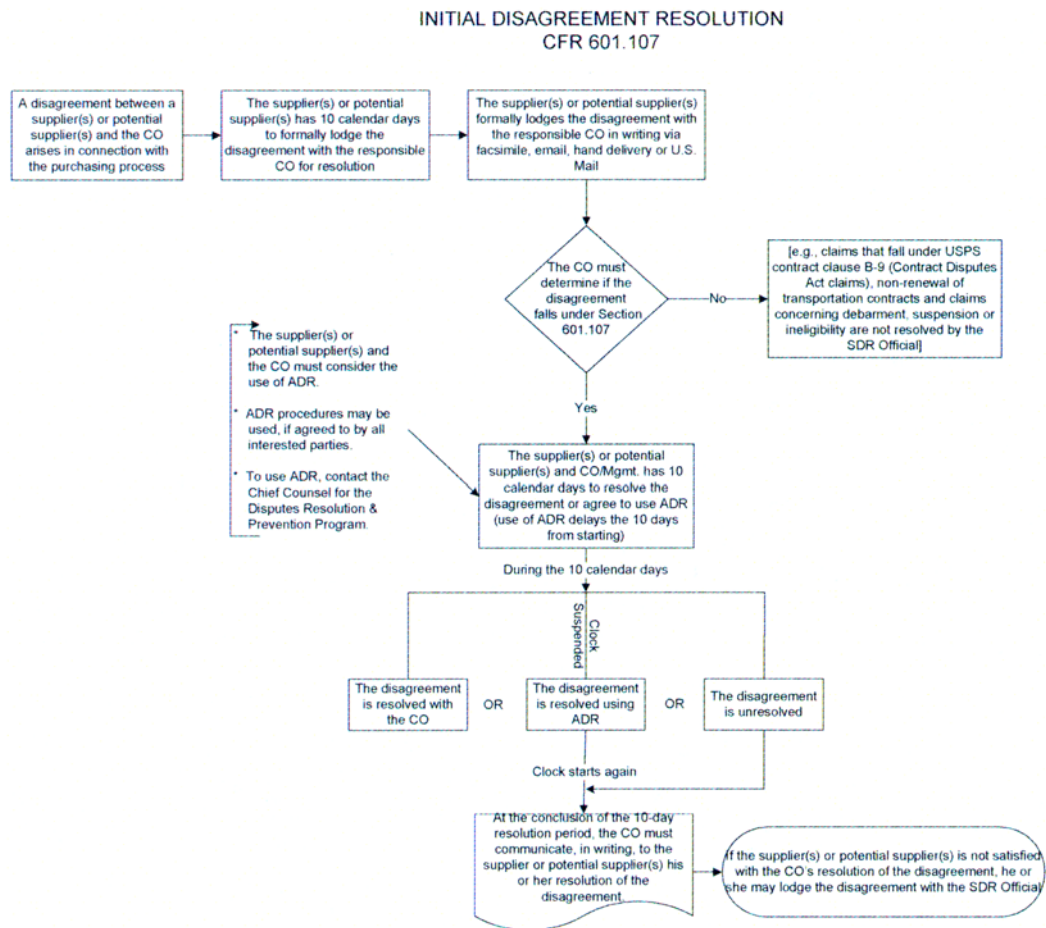 INITIAL DISAGREEMENT RESOLUTION
CFR 601.107
A disagreement between a
supplier(s) or potential
supplier(s) and the CO
arises in connection with
the purchasing process
The supplier(s) or potential
supplier(s) has 10 calendar days
to formally lodge the
disagreement with the responsible
CO for resolution
The supplier(s) or potential supplier(s)
formally lodges the disagreement with
the responsible CO in writing via
facsimile, email, hand delivery or U.S.
Mail
The CO must
determine if the
disagreement
falls under Section
601.107
No
[e.g., claims that fall under USPS
contract clause B-9 (Contract Disputes
Act claims), non-renewal of
transportation contracts and claims
concerning debarment, suspension or
ineligibility are not resolved by the
SDR Official]
* The supplier(s) or
potential supplier(s) and
the CO must consider the
use of ADR.
* ADR procedures may be
used, if agreed to by all
interested parties.
* To use ADR, contact the
Chief Counsel for the
Disputes Resolution &
Prevention Program.
Yes
The supplier(s) or potential
supplier(s) and CO/Mgmt. has 10
calendar days to resolve the
disagreement or agree to use ADR
(use of ADR delays the 10 days
from starting)
During the 10 calendar days
Clock
Suspended
The disagreement
is resolved with
the CO
OR
The disagreement
is resolved using
ADR
OR
The disagreement
is unresolved
Clock starts again
At the conclusion of the 10-day
resolution period, the CO must
communicate, in writing, to the
supplier or potential supplier(s) his
or her resolution of the
disagreement.
If the supplier(s) or potential supplier(s) is not satisfied
with the CO's resolution of the disagreement, he or
she may lodge the disagreement with the SDR Official